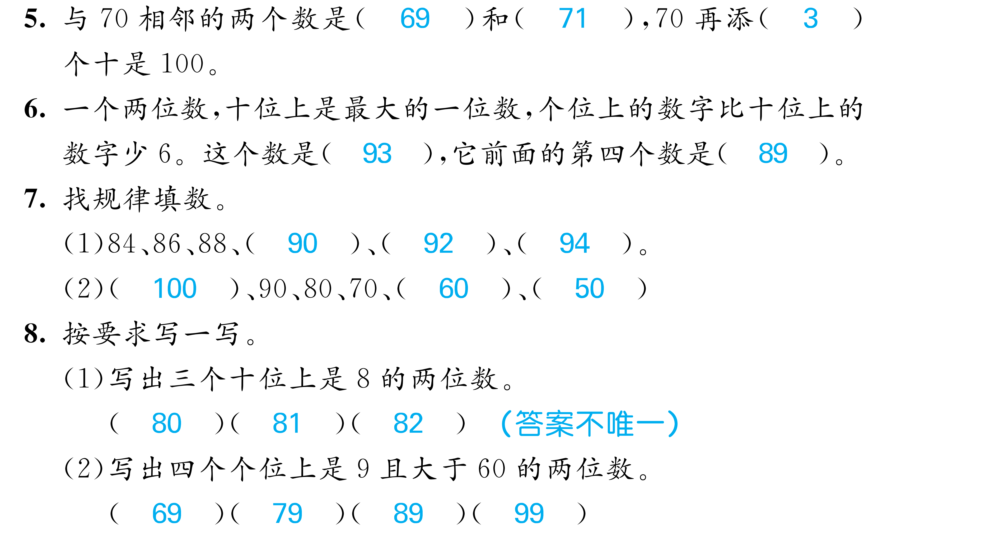 5. 与 70 相邻的两个数是( 69 )和( 71 ),70 再添( 3 )
个十是 100。
6. 一个两位数,十位上是最大的一位数,个位上的数字比十位上的
数字少 6。这个数是( 93 ),它前面的第四个数是( 89 )。
7. 找规律填数。
(1)84、86、88、( 90 )、( 92 )、( 94 )。
(2)( 100 )、90、80、70、( 60 )、( 50 )
8. 按要求写一写。
(1)写出三个十位上是 8 的两位数。
( 80 )( 81 )( 82 ) (答案不唯一)
(2)写出四个个位上是 9 且大于 60 的两位数。
( 69 )( 79 )( 89 )( 99 )